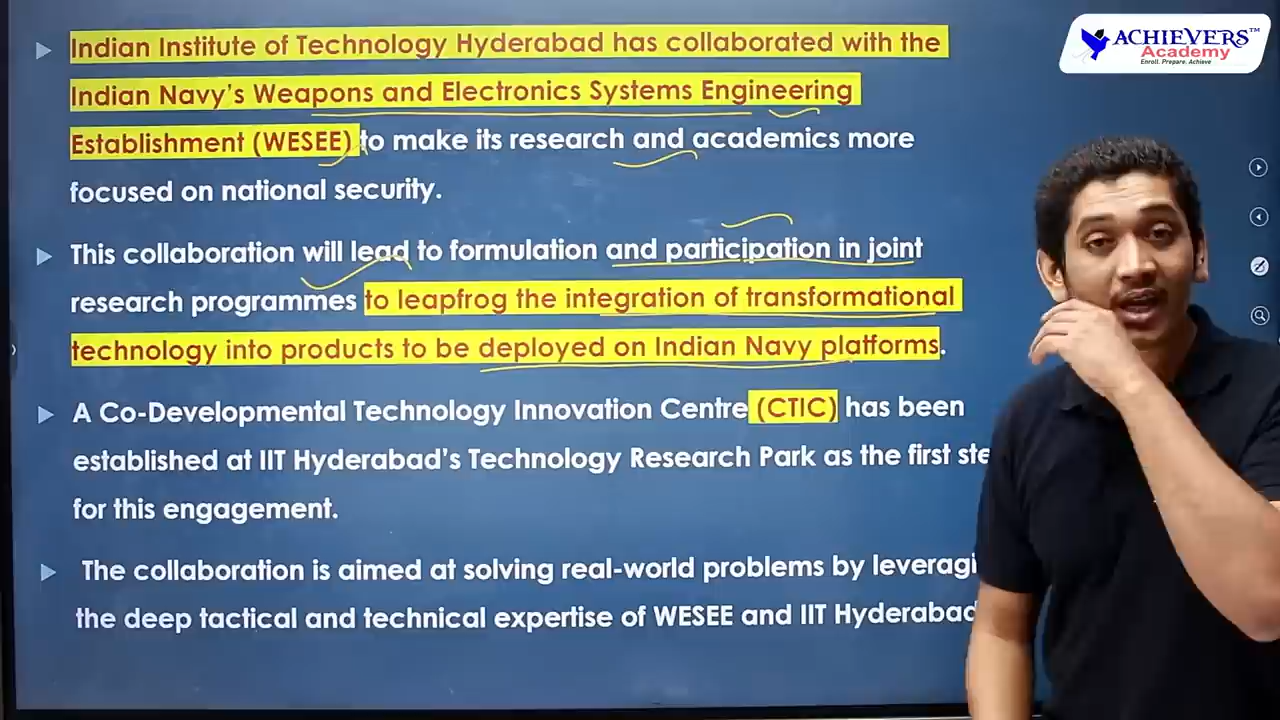 Indian Institute of Technology Hyderabad has collaborated with the
Indian Navy's Weapons and Electronics Systems Engineering
Establishment (WESEE) to make its research and academics more
focused on national security.
This collaboration will lead to formulation and participation in joint
research programmes to leapfrog the integration of transformational
technology into products to be deployed on Indian Navy platforms.
A Co-Developmental Technology Innovation Centre (CTIC) has been
established at IIT Hyderabad's Technology Research Park as the first ste
for this engagement.
The collaboration is aimed at solving real-world problems by leveragi
the deep tactical and technical expertise of WESEE and IIT Hyderabad
ACHIEVERS™
Academy
Enroll. Prepare. Achieve